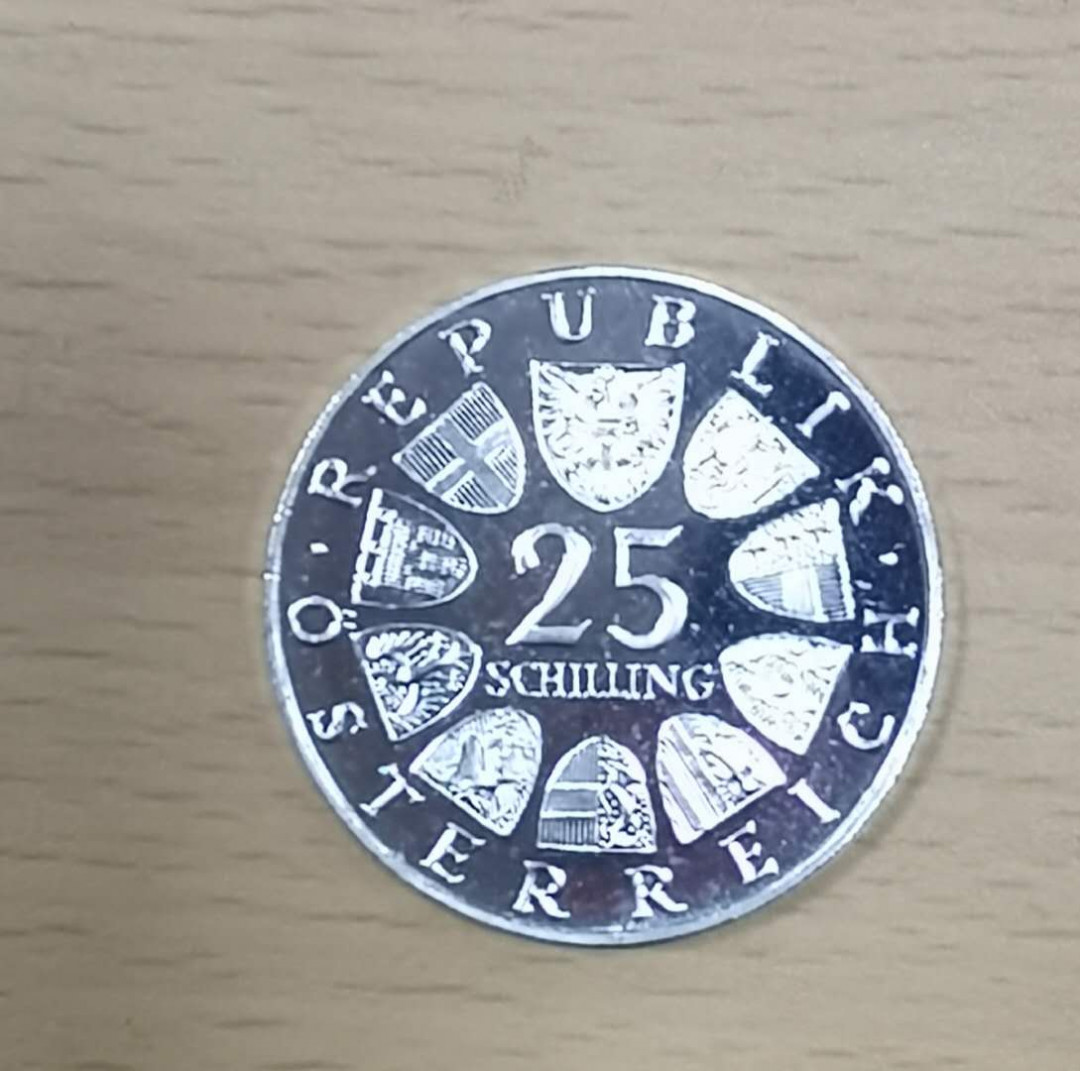 REPUBLIK · ÖSTERREICH ·
25
SCHILLING